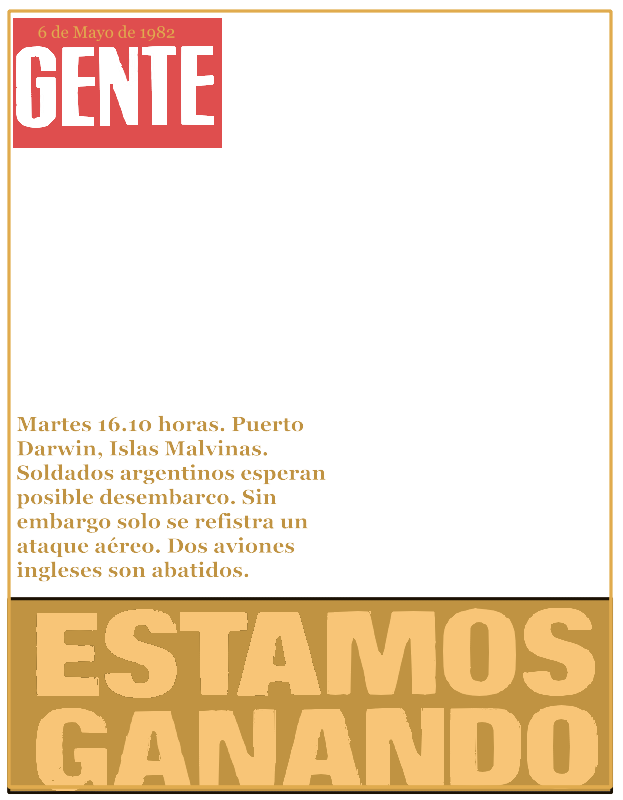 6 de Mayo de 1982
GENTE
Martes 16.10 horas. Puerto
Darwin, Islas Malvinas.
Soldados argentinos esperan
posible desembarco. Sin
embargo solo se refistra un
ataque aéreo. Dos aviones
ingleses son abatidos.
ESTAMOS
GANANDO